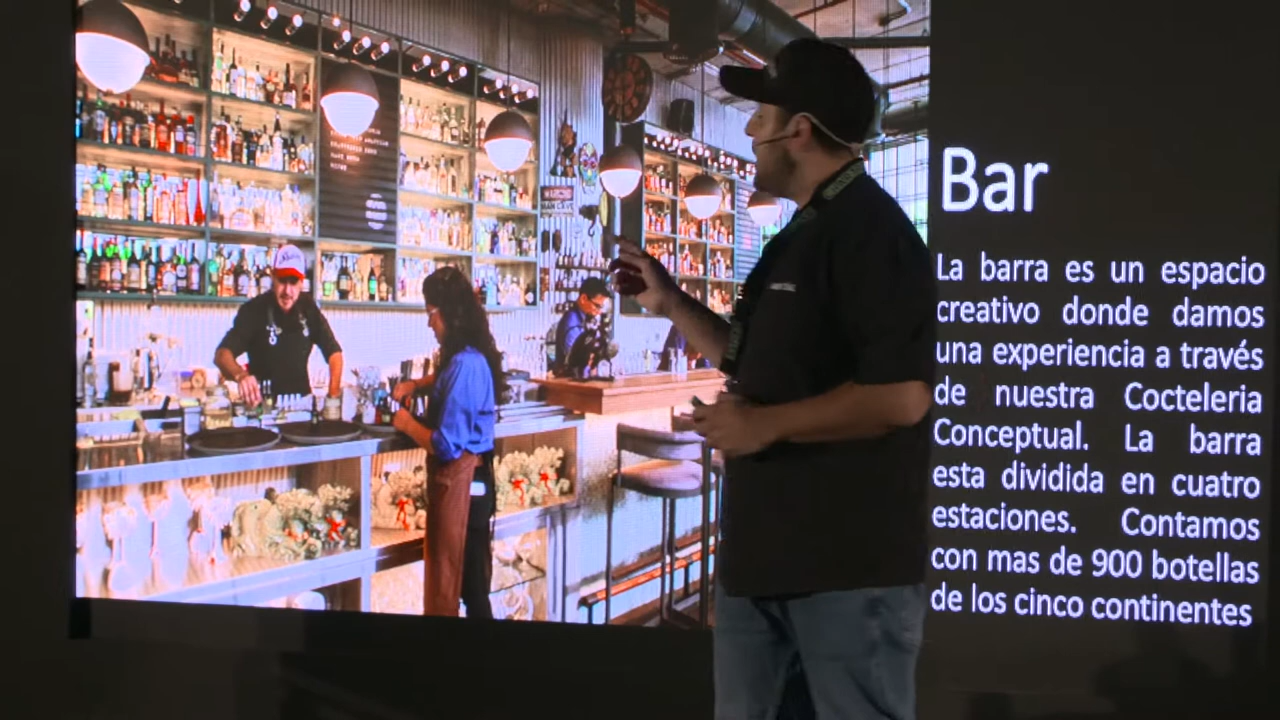 Bar
La barra es un espacio
creativo donde damos
una experiencia a través
de nuestra Cocteleria
Conceptual. La barra
esta dividida en cuatro
estaciones. Contamos
con mas de 900 botellas
de los cinco continentes